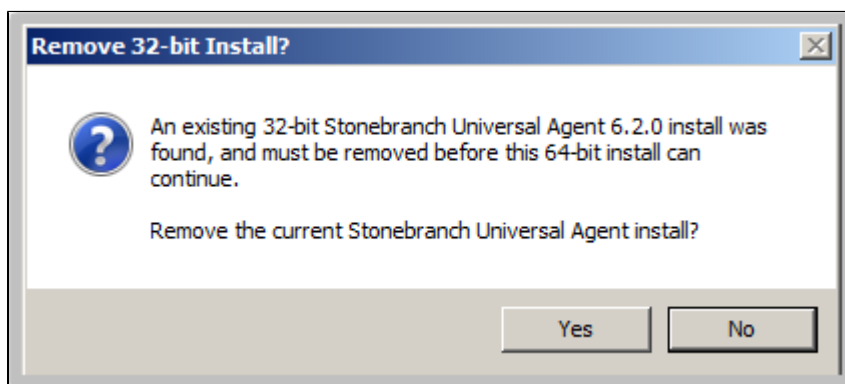 Remove 32-bit Install?
An existing 32-bit Stonebranch Universal Agent 6.2.0 install was
found, and must be removed before this 64-bit install can
continue.
Remove the current Stonebranch Universal Agent install?
Yes No